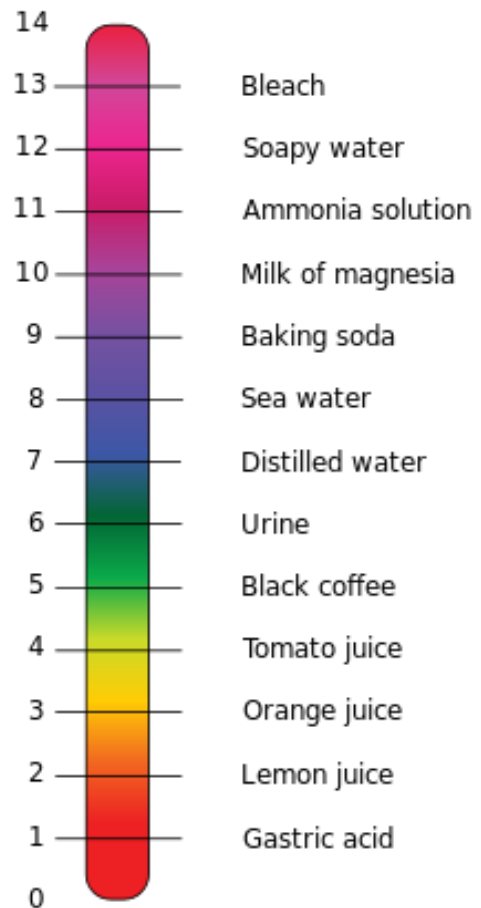 14
13 Bleach
12 Soapy water
11 Ammonia solution
10 Milk of magnesia
9 Baking soda
8 Sea water
7 Distilled water
6 Urine
5 Black coffee
4 Tomato juice
3 Orange juice
2 Lemon juice
1 Gastric acid
0